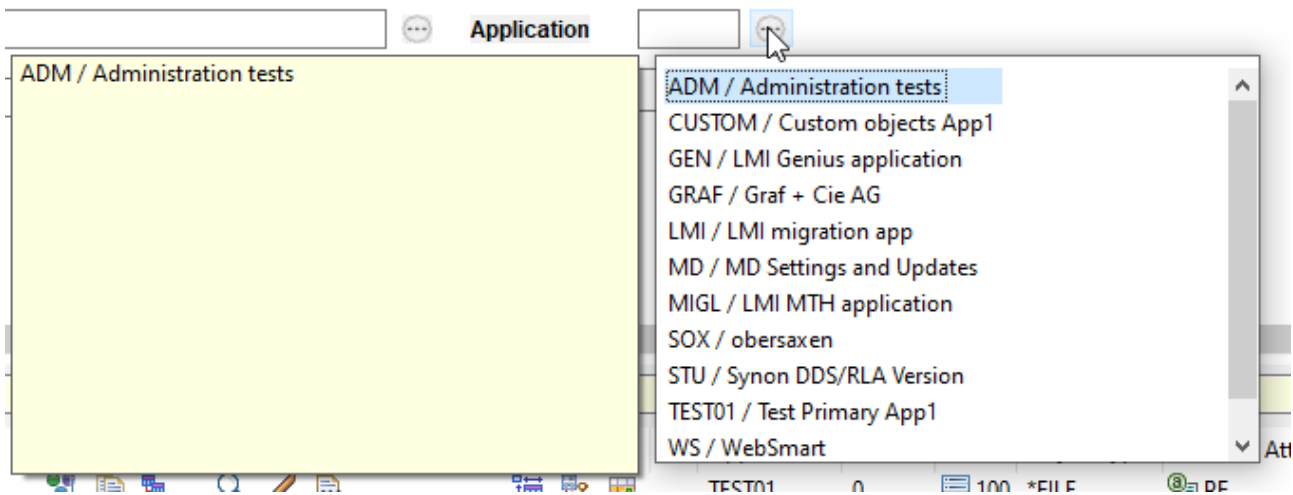 Application
ADM / Administration tests
ADM / Administration tests
CUSTOM / Custom objects App1
GEN / LMI Genius application
GRAF / Graf + Cie AG
LMI / LMI migration app
MD / MD Settings and Updates
MIGL / LMI MTH application
SOX / obersaxen
STU / Synon DDS/RLA Version
TEST01 / Test Primary App1
WS / WebSmart
Att
TEST01 0 100 *FILE